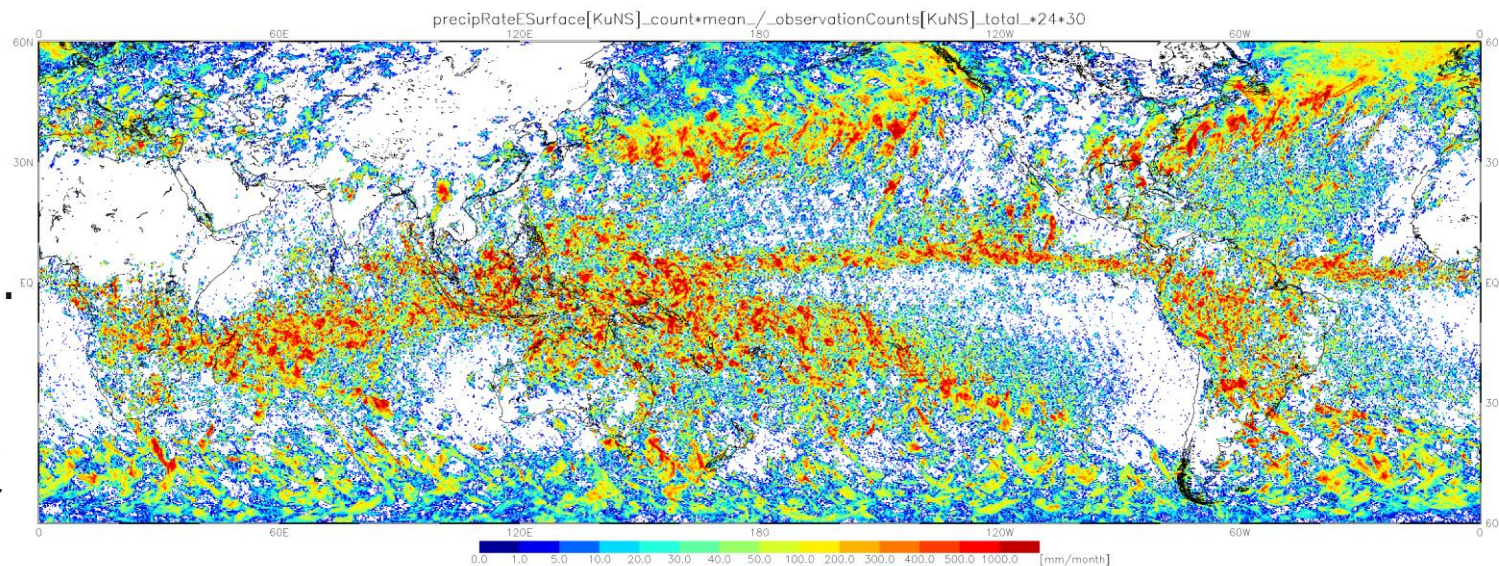 precipRateESurface[KuNS]_count*mean_/_observationCounts[KuNS]_total_*24*30
0 60E 120E 180 120W 60W 0
60N 60
30N 30
EQ EQ
30 30
60
0 60E 120E 180 120W 60W 0
0.0 1.0 5.0 10.0 20.0 30.0 40.0 50.0 100.0 200.0 300.0 400.0 500.0 1000.0 [mm/month]